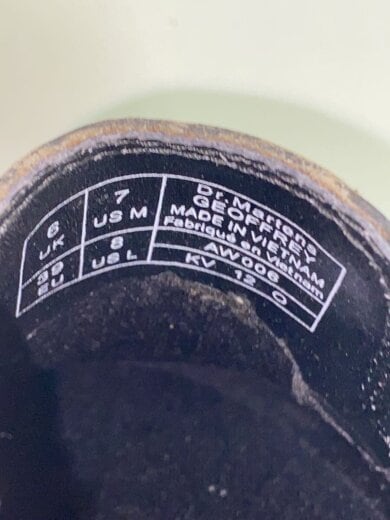 6
UK
7
US M
39
EU
8
US L
Dr. Martens
GEOFFREY
MADE IN VIETNAM
Fabriqué en Vietnam
AW006
KV 12 O